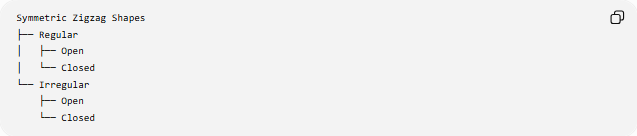 Symmetric Zigzag Shapes
├── Regular
│   ├── Open
│   └── Closed
└── Irregular
    ├── Open
    └── Closed